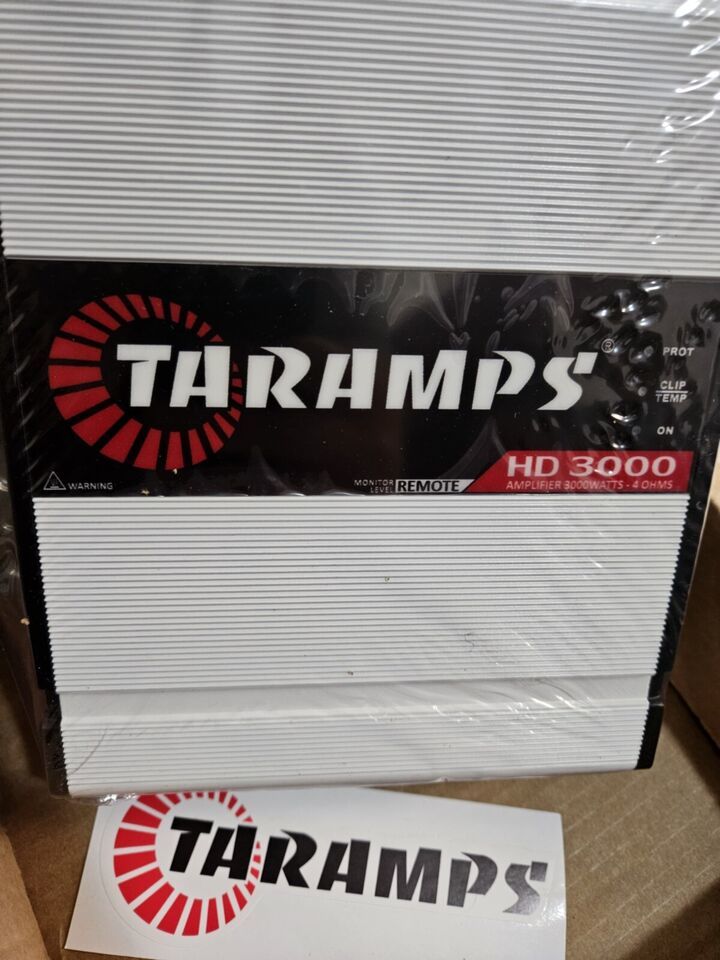 TARAMPS®
PROT
CLIP
TEMP
ON
HD 3000
AMPLIFIER 3000WATTS - 4 OHMS
MONITOR
LEVEL REMOTE
WARNING
TARAMPS